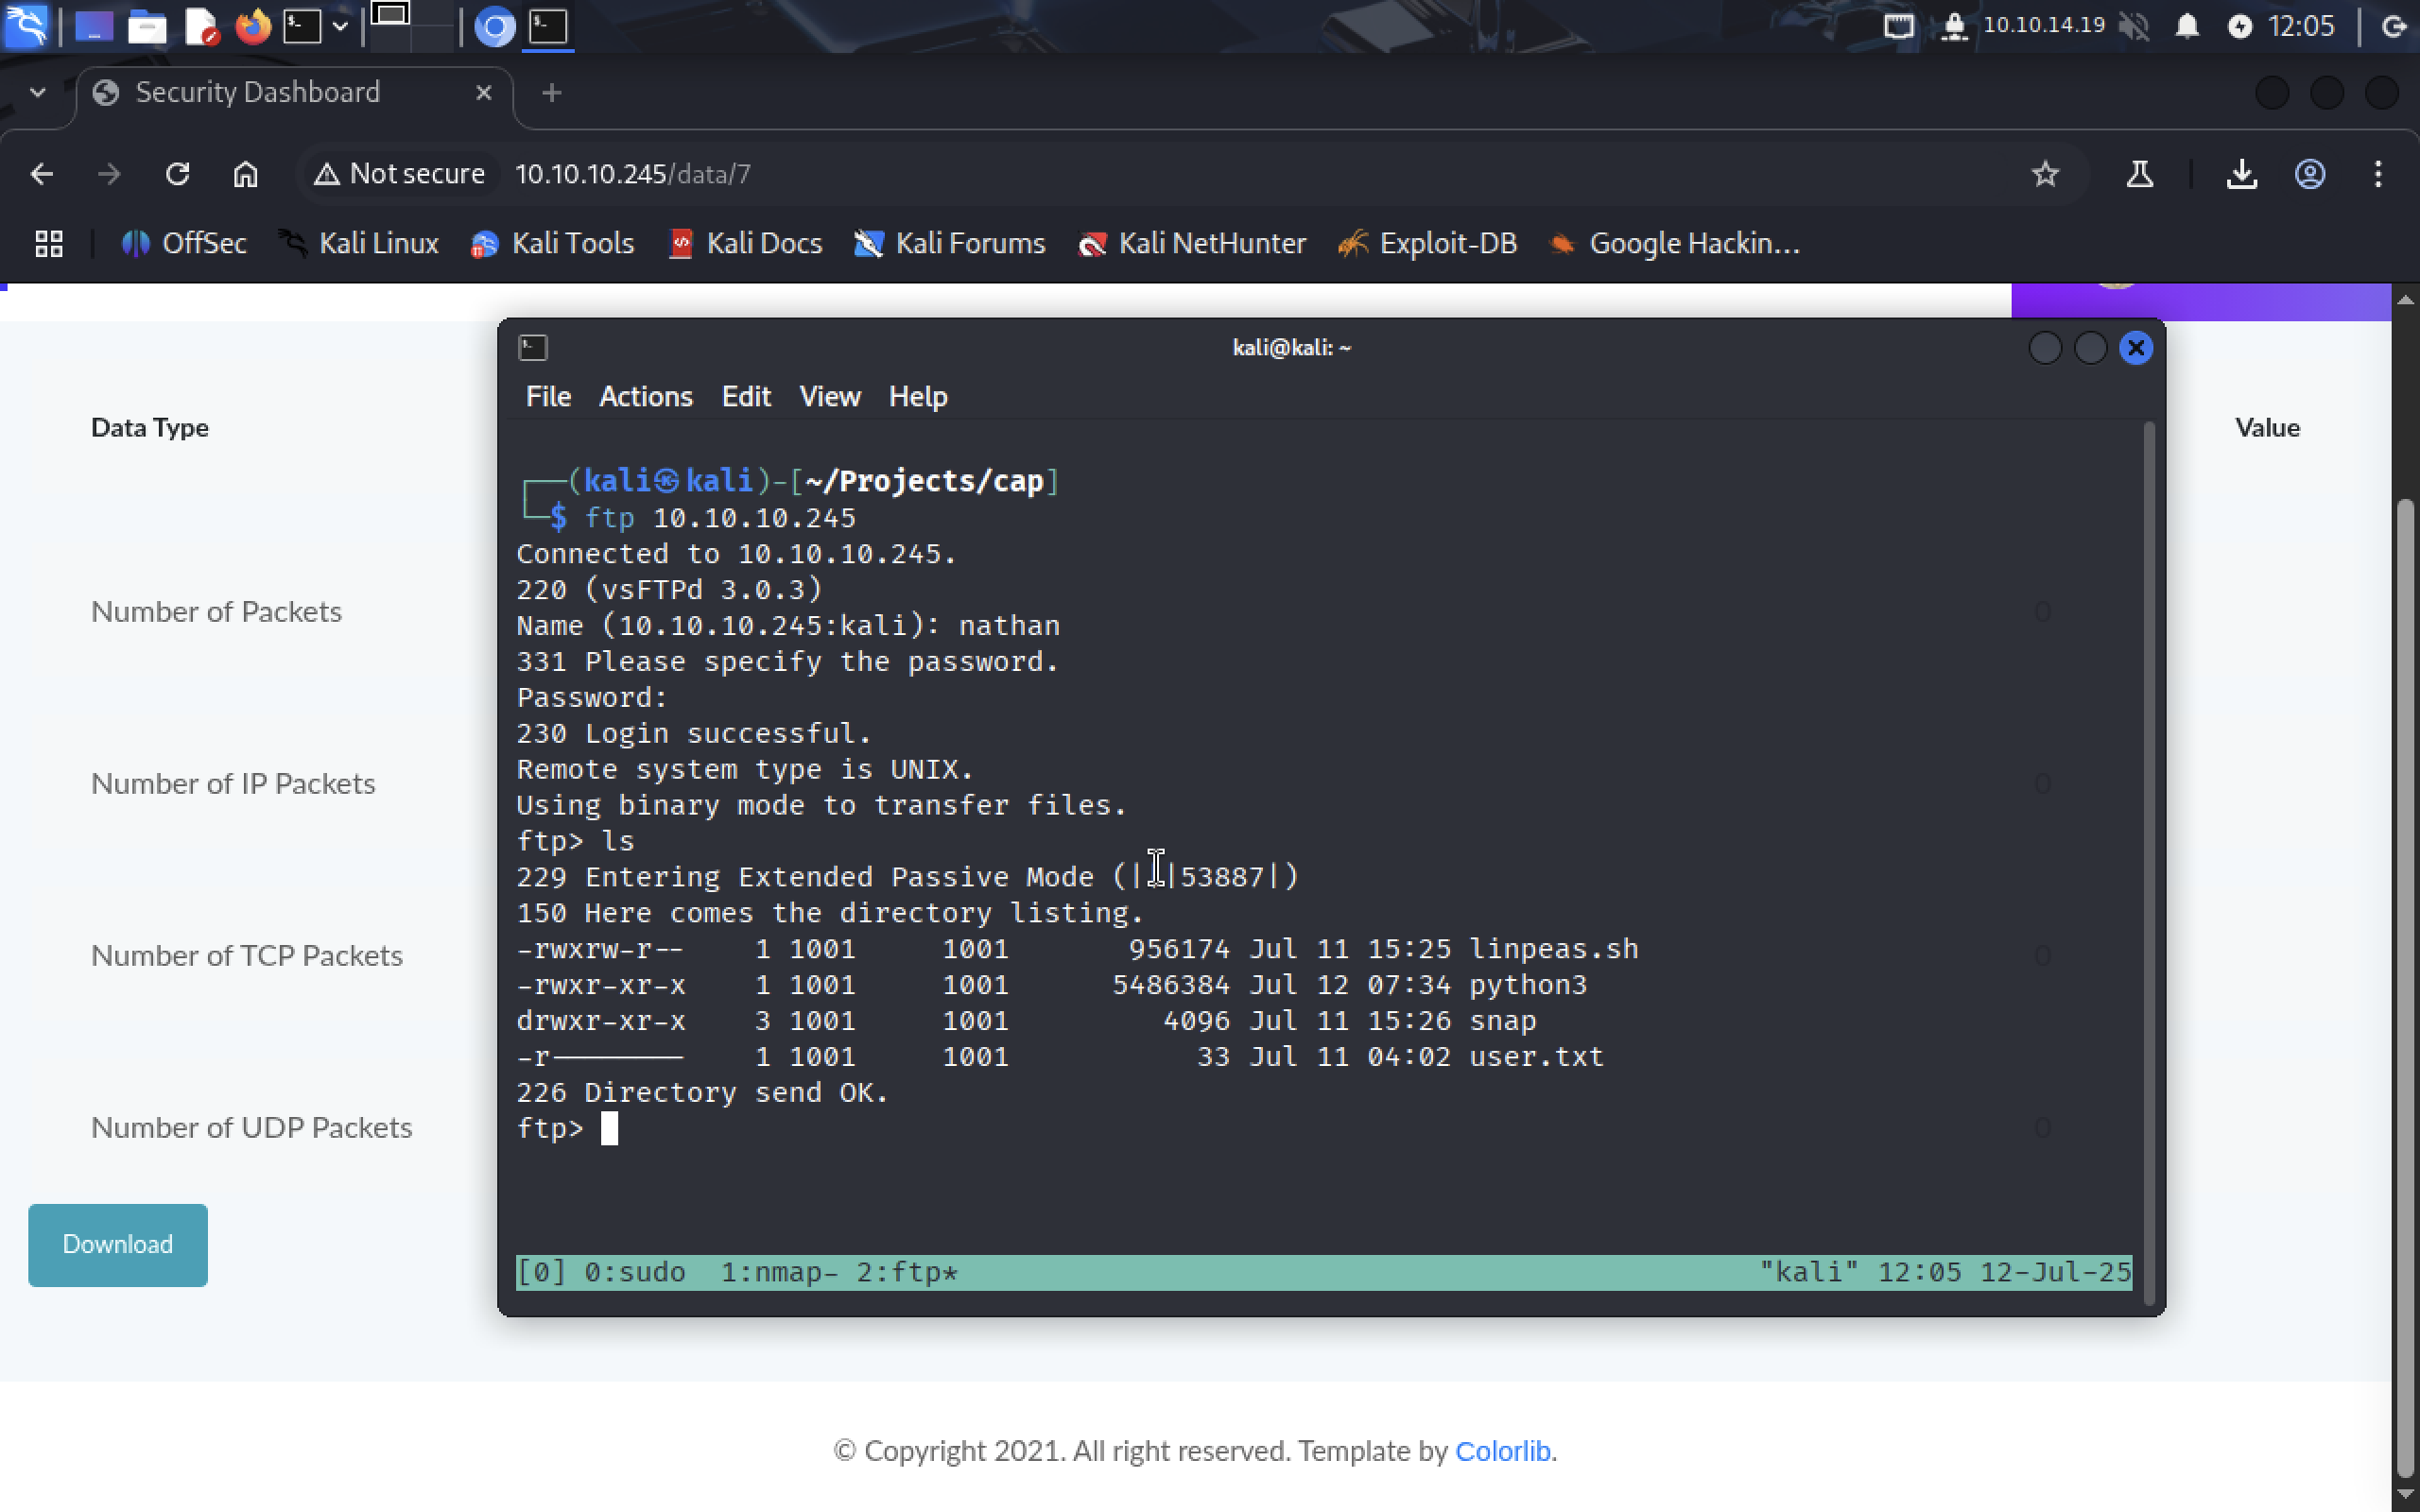 10.10.14.19
12:05
Security Dashboard
Not secure
10.10.10.245/data/7
OffSec
Kali Linux
Kali Tools
Kali Docs
Kali Forums
Kali NetHunter
Exploit-DB
Google Hackin...
kali@kali: ~
File Actions Edit View Help
Data Type
Value
┌──(kali㉿kali)-[~/Projects/cap]
└─$ ftp 10.10.10.245
Connected to 10.10.10.245.
220 (vsFTPd 3.0.3)
Name (10.10.10.245:kali): nathan
331 Please specify the password.
Password:
230 Login successful.
Remote system type is UNIX.
Using binary mode to transfer files.
ftp> ls
229 Entering Extended Passive Mode (|||53887|)
150 Here comes the directory listing.
-rwxrw-r-- 1 1001 1001 956174 Jul 11 15:25 linpeas.sh
-rwxr-xr-x 1 1001 1001 5486384 Jul 12 07:34 python3
drwxr-xr-x 3 1001 1001 4096 Jul 11 15:26 snap
-r-------- 1 1001 1001 33 Jul 11 04:02 user.txt
226 Directory send OK.
ftp>
[0] 0:sudo 1:nmap- 2:ftp* "kali" 12:05 12-Jul-25
Number of Packets
0
Number of IP Packets
0
Number of TCP Packets
0
Number of UDP Packets
0
Download
© Copyright 2021. All right reserved. Template by Colorlib.